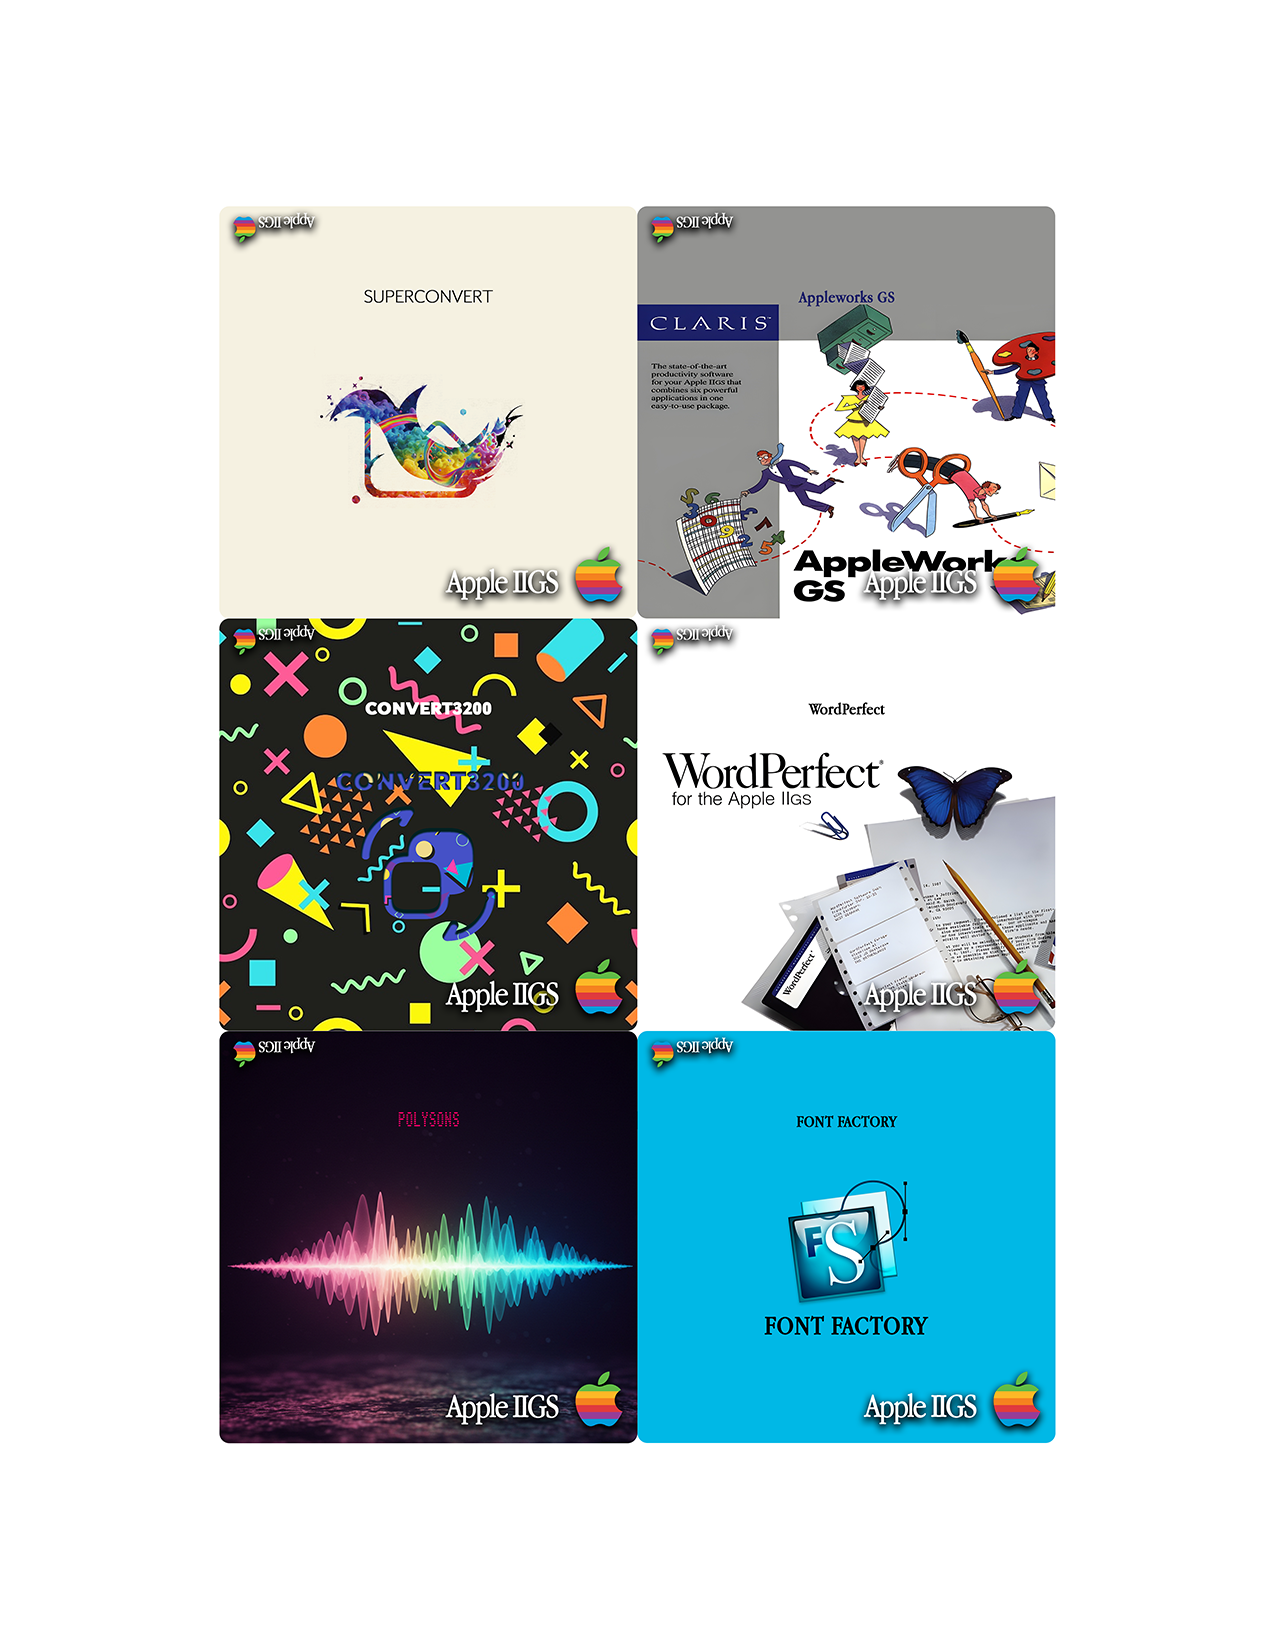 Apple IIGS
SUPERCONVERT
Apple IIGS
Apple IIGS
Appleworks GS
CLARIS™
The state-of-the-art
productivity software
for your Apple IIGS that
combines six powerful
applications in one
easy-to-use package.
AppleWorks
GS
Apple IIGS
Apple IIGS
CONVERT3200
CONVERT3200
Apple IIGS
Apple IIGS
WordPerfect
WordPerfect®
for the Apple IIGS
WordPerfect
Apple IIGS
Apple IIGS
POLYSONS
Apple IIGS
Apple IIGS
FONT FACTORY
FS
FONT FACTORY
Apple IIGS